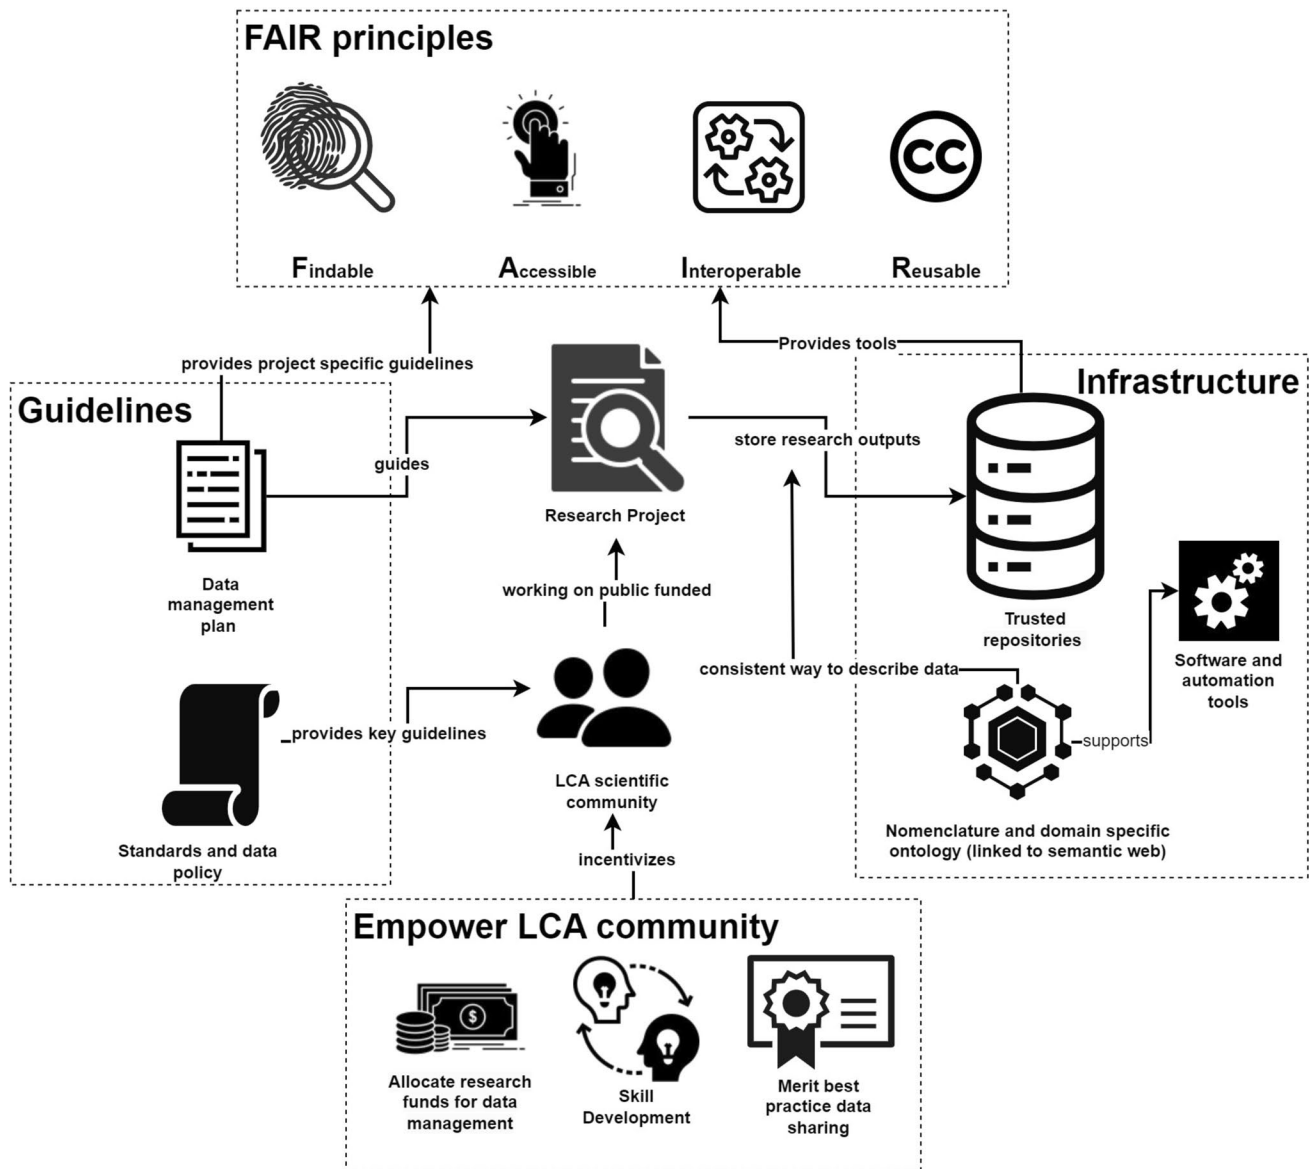 FAIR principles
Findable
Accessible
Interoperable
Reusable
provides project specific guidelines
Provides tools
Guidelines
Infrastructure
guides
store research outputs
Research Project
Data
management
plan
working on public funded
Trusted
repositories
Software and
automation
tools
consistent way to describe data
provides key guidelines
supports
LCA scientific
community
Nomenclature and domain specific
ontology (linked to semantic web)
Standards and data
policy
incentivizes
Empower LCA community
$
Allocate research
funds for data
management
Skill
Development
Merit best
practice data
sharing